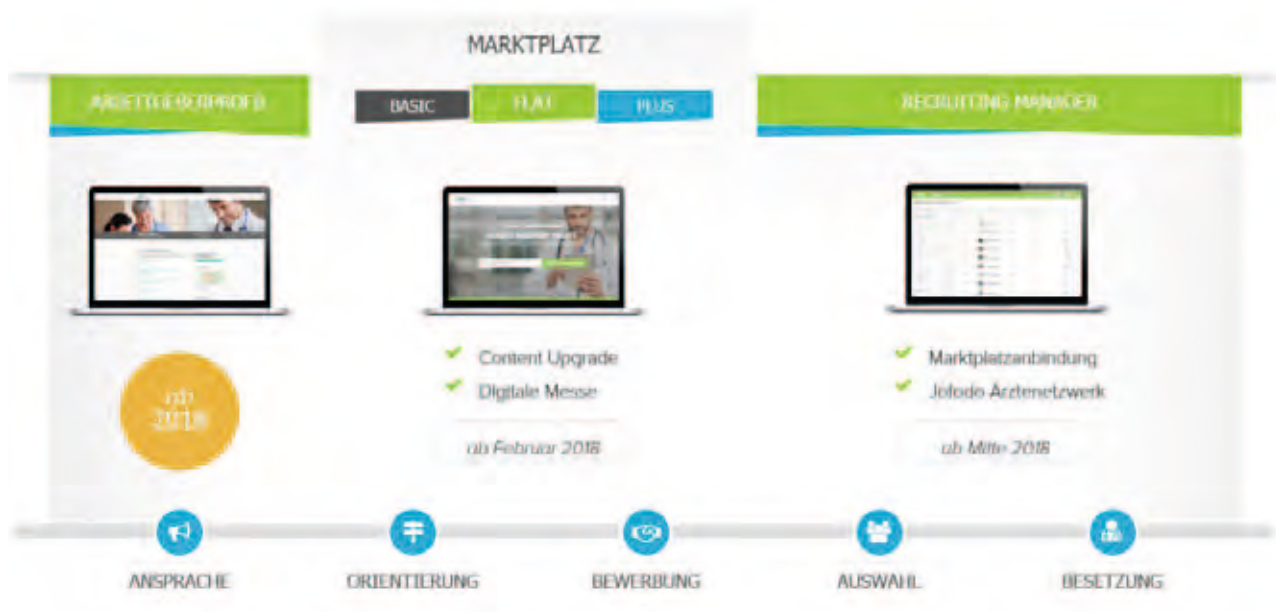 MARKTPLATZ
ARBEITGEBERPROFIL
BASIC
FLAT
PLUS
RECRUITING MANAGER
Content Upgrade
Digitale Messe
ab Februar 2018
Marktplatzanbindung
Jofodo Ärztenetzwerk
ab Mitte 2018
ab
2018
ANSPRACHE
ORIENTIERUNG
BEWERBUNG
AUSWAHL
BESETZUNG